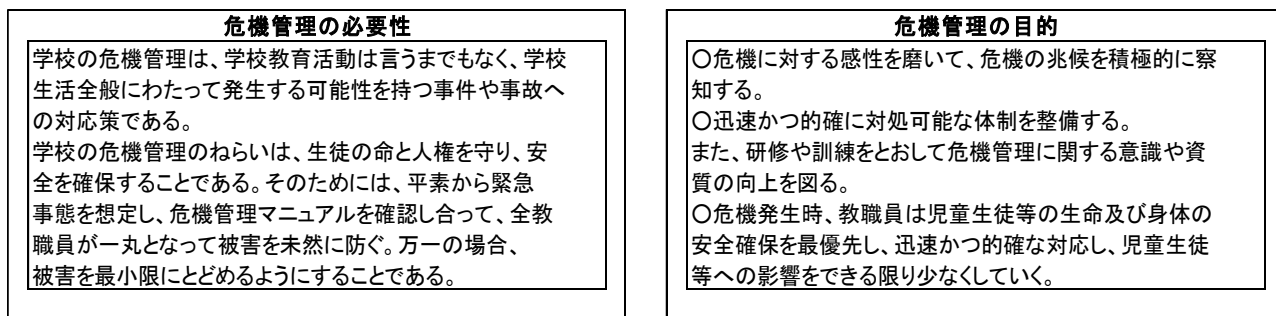 危機管理の必要性
学校の危機管理は、学校教育活動は言うまでもなく、学校
生活全般にわたって発生する可能性を持つ事件や事故へ
の対応策である。
学校の危機管理のねらいは、生徒の命と人権を守り、安
全を確保することである。そのためには、平素から緊急
事態を想定し、危機管理マニュアルを確認し合って、全教
職員が一丸となって被害を未然に防ぐ。万一の場合、
被害を最小限にとどめるようにすることである。
危機管理の目的
○危機に対する感性を磨いて、危機の兆候を積極的に察
知する。
○迅速かつ的確に対処可能な体制を整備する。
また、研修や訓練をとおして危機管理に関する意識や資
質の向上を図る。
○危機発生時、教職員は児童生徒等の生命及び身体の
安全確保を最優先し、迅速かつ的確な対応し、児童生徒
等への影響をできる限り少なくしていく。